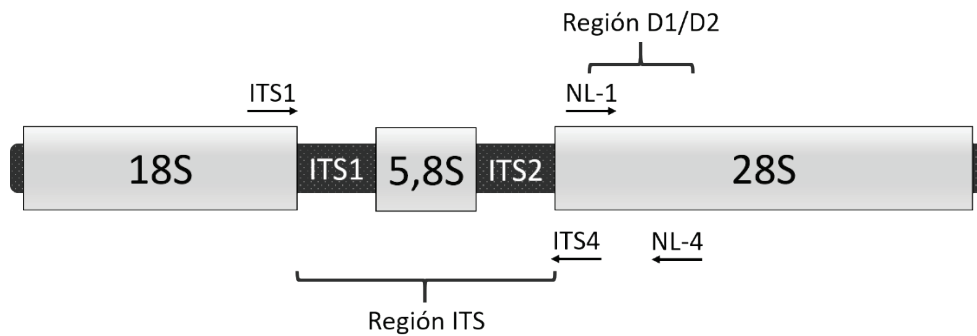 Región D1/D2
ITS1 NL-1
18S ITS1 5,8S ITS2 28S
ITS4 NL-4
Región ITS